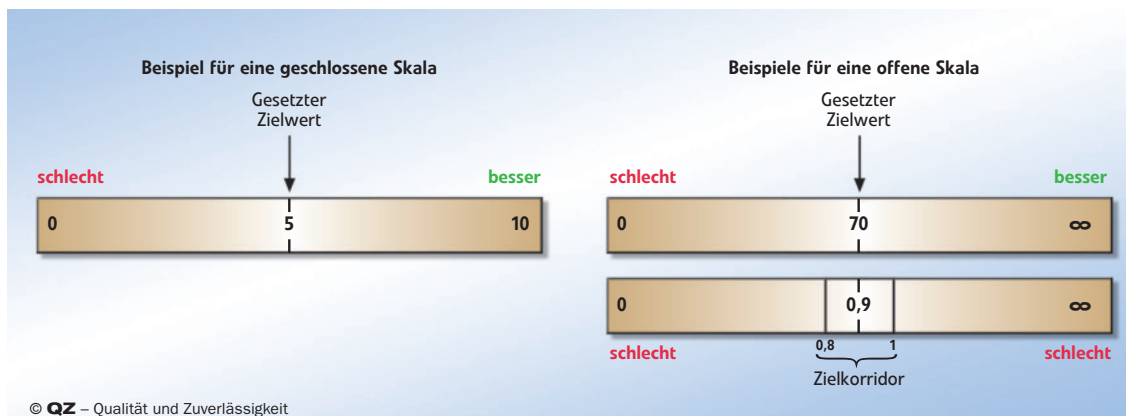 Beispiel für eine geschlossene Skala
Gesetzter
Zielwert
schlecht
besser
0
5
10
Beispiele für eine offene Skala
Gesetzter
Zielwert
schlecht
besser
0
70
∞
0
0,9
∞
schlecht
0,8
1
schlecht
Zielkorridor
© QZ – Qualität und Zuverlässigkeit